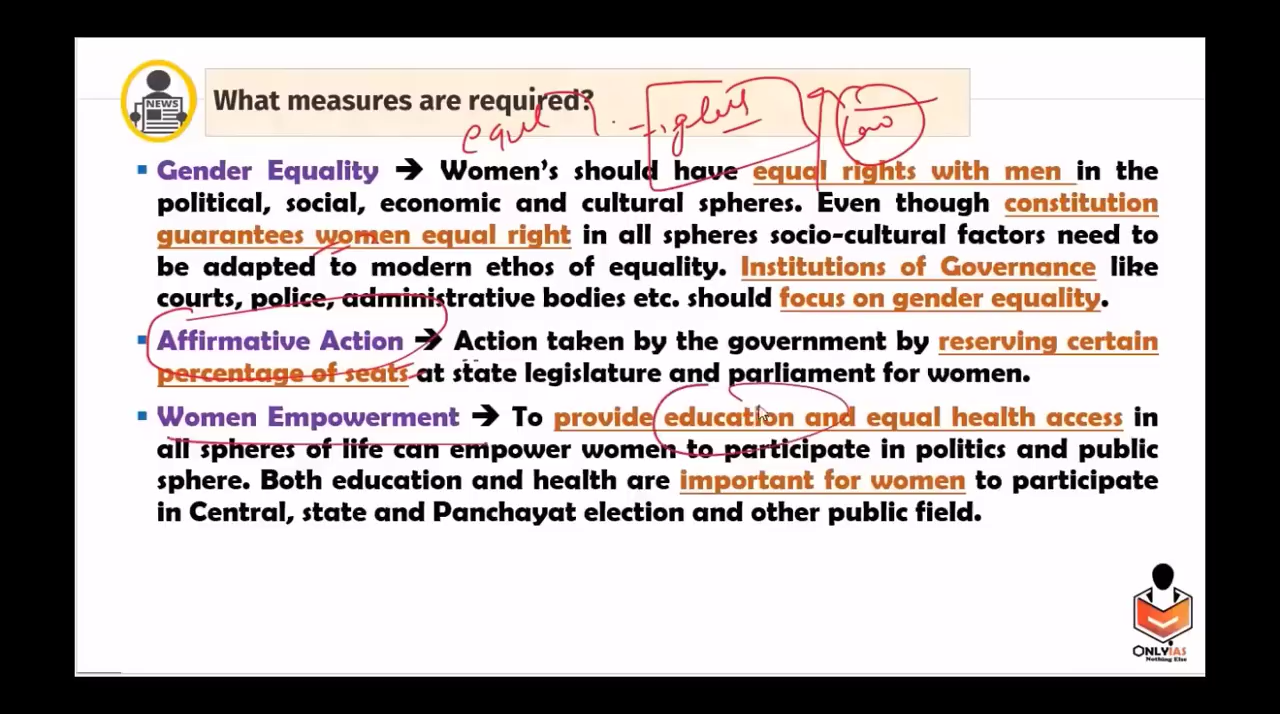 NEWS
What measures are required?
equal rights Law
▪ Gender Equality → Women’s should have equal rights with men in the
political, social, economic and cultural spheres. Even though constitution
guarantees women equal right in all spheres socio-cultural factors need to
be adapted to modern ethos of equality. Institutions of Governance like
courts, police, administrative bodies etc. should focus on gender equality.
▪ Affirmative Action → Action taken by the government by reserving certain
percentage of seats at state legislature and parliament for women.
▪ Women Empowerment → To provide education and equal health access in
all spheres of life can empower women to participate in politics and public
sphere. Both education and health are important for women to participate
in Central, state and Panchayat election and other public field.
ONLYIAS
Nothing Else